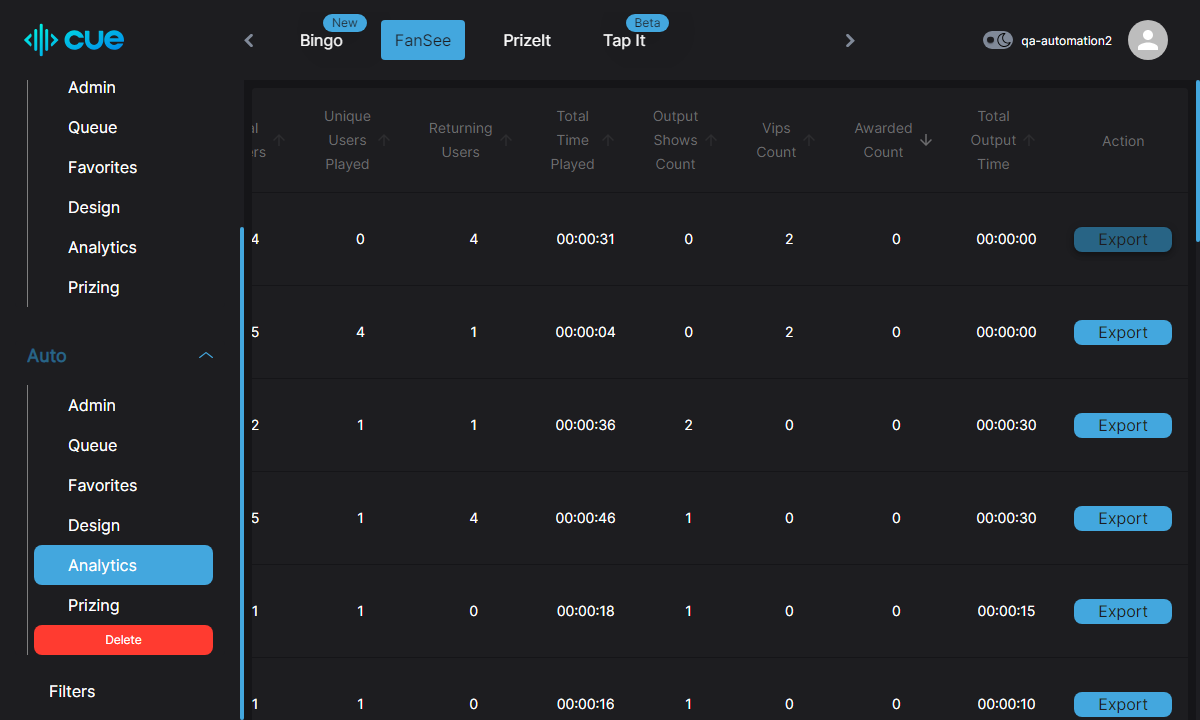 cue
Bingo
New
FanSee
PrizeIt
Tap It
Beta
qa-automation2
Admin
Queue
Favorites
Design
Analytics
Prizing
Auto
Admin
Queue
Favorites
Design
Analytics
Prizing
Delete
Filters
Unique Users Played
Returning Users
Total Time Played
Output Shows Count
Vips Count
Awarded Count
Total Output Time
Action
4 0 4 00:00:31 0 2 0 00:00:00 Export
5 4 1 00:00:04 0 2 0 00:00:00 Export
2 1 1 00:00:36 2 0 0 00:00:30 Export
5 1 4 00:00:46 1 0 0 00:00:30 Export
1 1 0 00:00:18 1 0 0 00:00:15 Export
1 1 0 00:00:16 1 0 0 00:00:10 Export